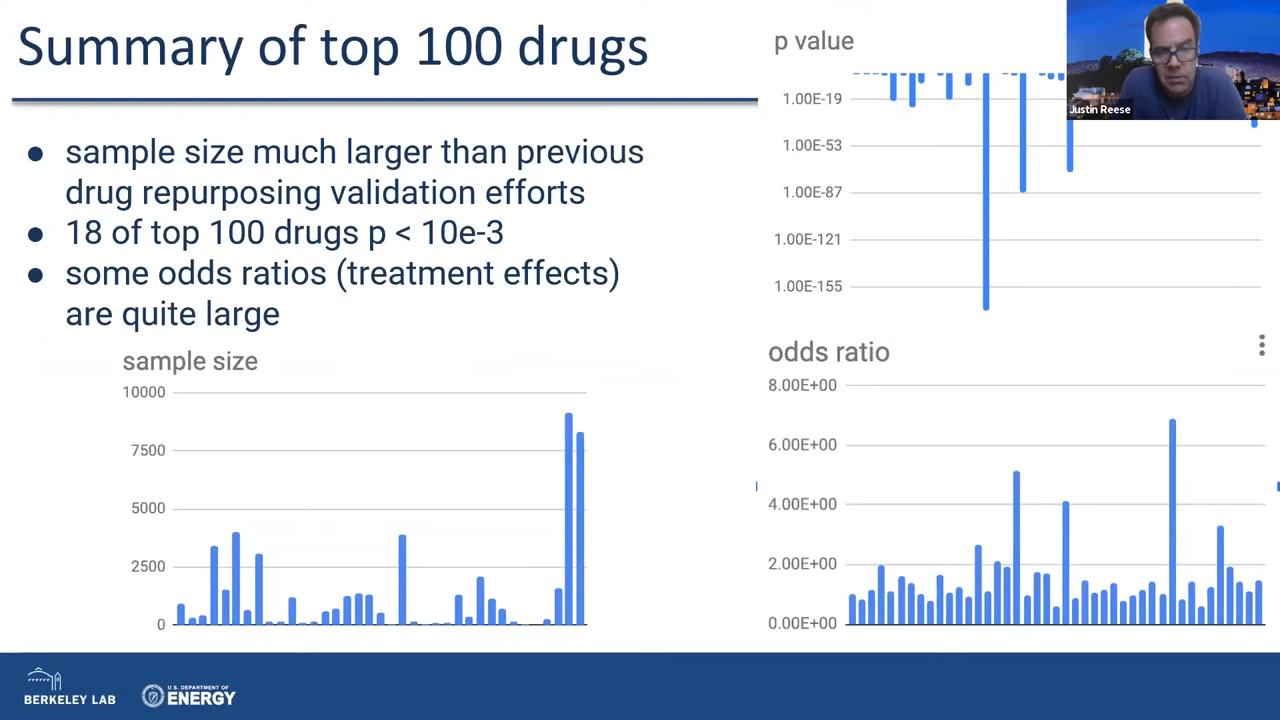 Summary of top 100 drugs
● sample size much larger than previous
drug repurposing validation efforts
● 18 of top 100 drugs p < 10e-3
● some odds ratios (treatment effects)
are quite large
sample size
10000
7500
5000
2500
0
p value
1.00E-19
1.00E-53
1.00E-87
1.00E-121
1.00E-155
Justin Reese
odds ratio
8.00E+00
6.00E+00
4.00E+00
2.00E+00
0.00E+00
BERKELEY LAB
U.S. DEPARTMENT OF
ENERGY